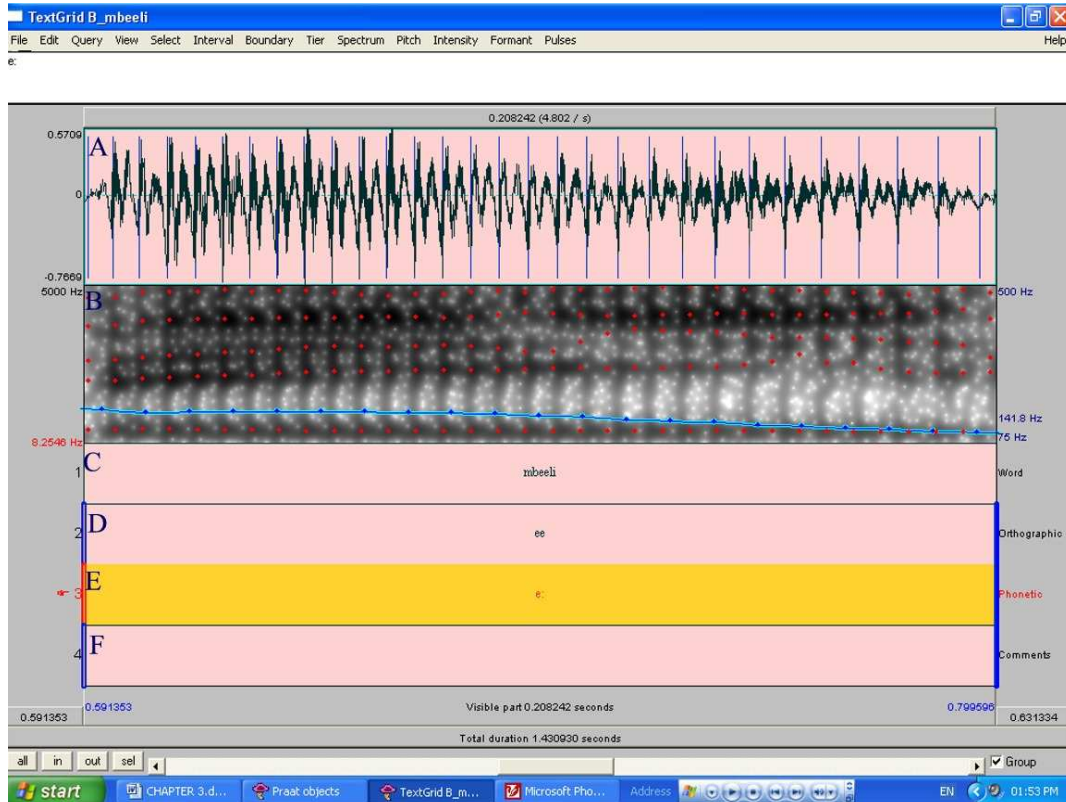 TextGrid B_mbeeli
File Edit Query View Select Interval Boundary Tier Spectrum Pitch Intensity Formant Pulses Help
e:
0.208242 (4.802 / s)
0.5709
A
0
-0.7669
5000 Hz
B
500 Hz
141.8 Hz
8.2546 Hz
75 Hz
1
C
mbeeli
Word
2
D
ee
Orthographic
3
E
e:
Phonetic
4
F
Comments
0.591353
0.591353
Visible part 0.208242 seconds
0.799596
0.631334
Total duration 1.430930 seconds
all in out sel
Group
start
CHAPTER 3.d...
Praat objects
TextGrid B_m...
Microsoft Pho...
Address
EN
01:53 PM